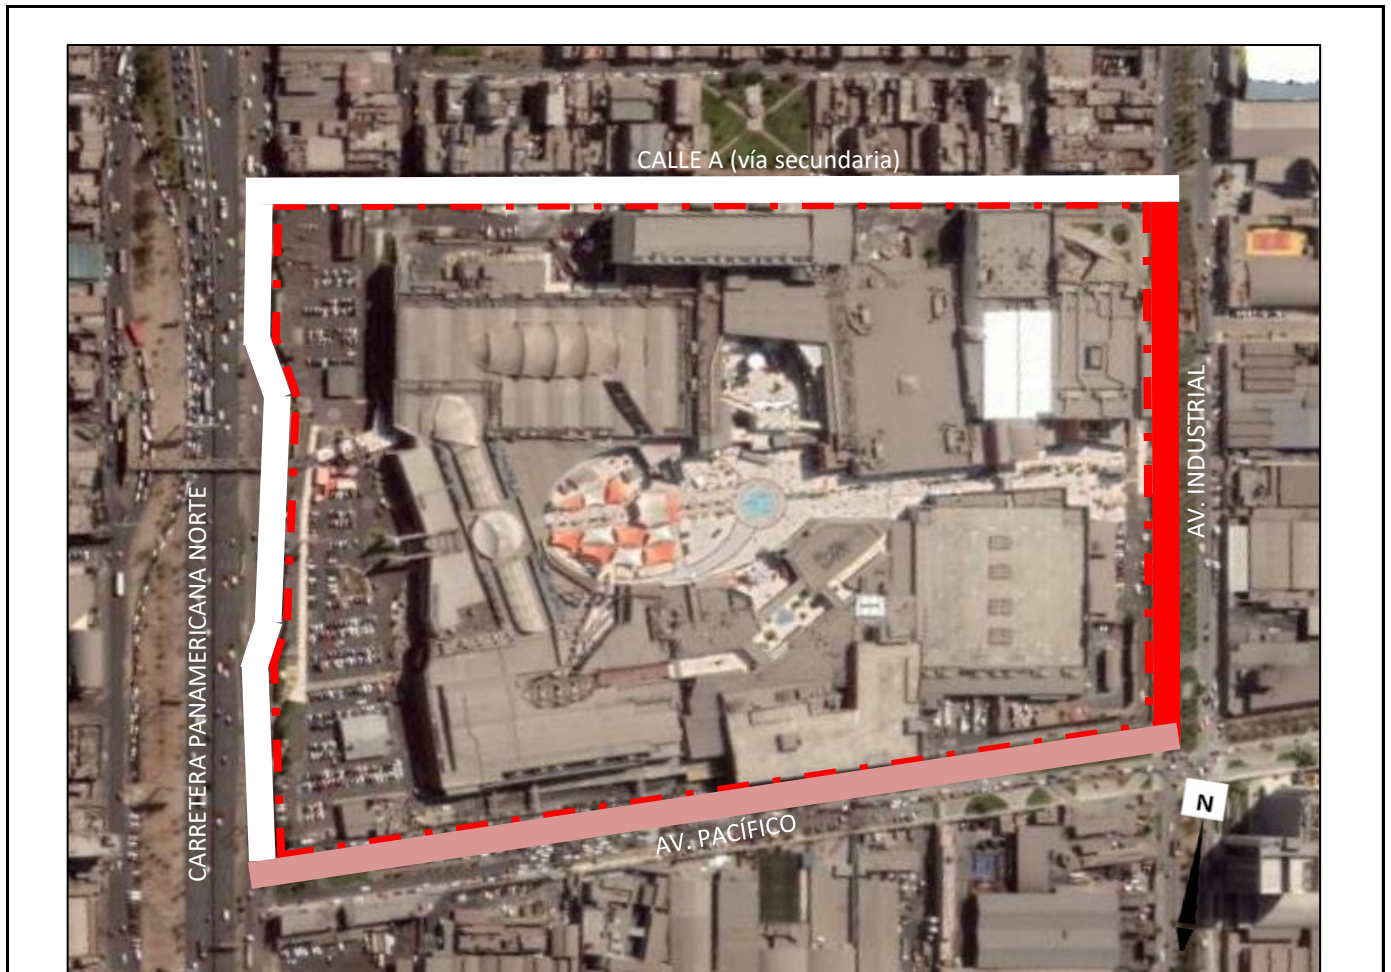 CALLE A (vía secundaria)
AV. INDUSTRIAL
CARRETERA PANAMERICANA NORTE
N
AV. PACÍFICO